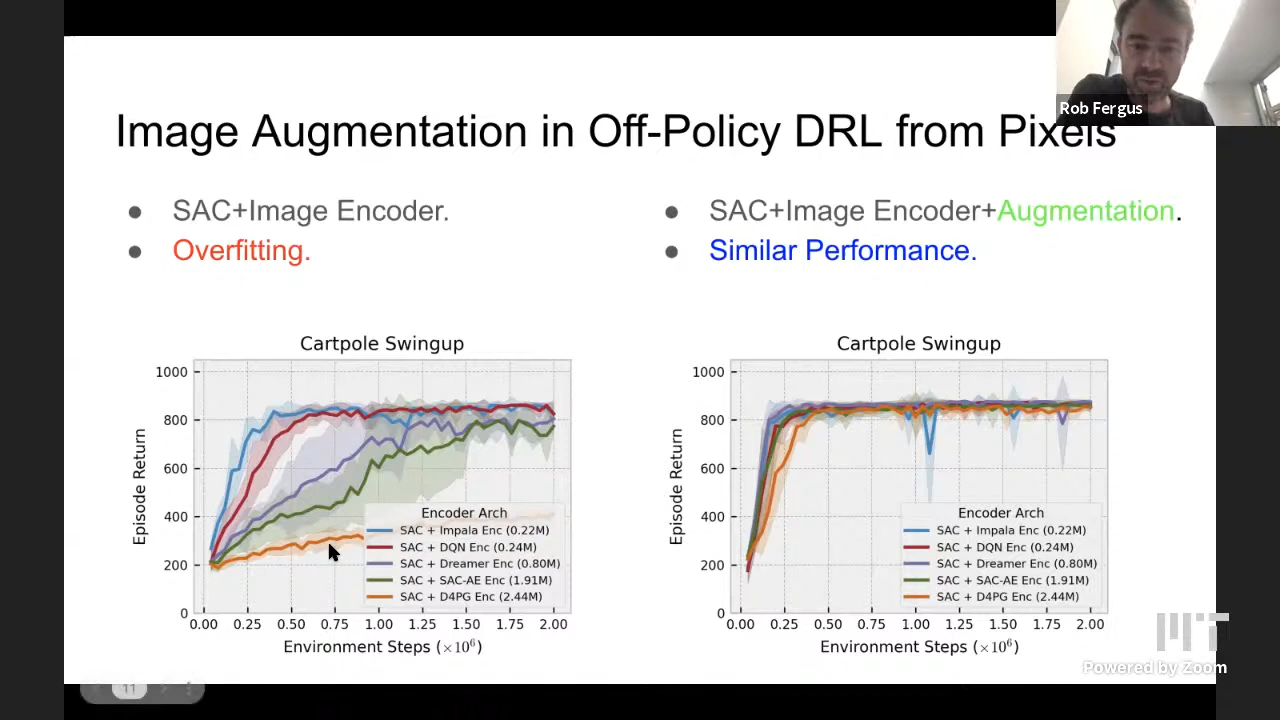 Rob Fergus
Image Augmentation in Off-Policy DRL from Pixels
● SAC+Image Encoder.
● Overfitting.
● SAC+Image Encoder+Augmentation.
● Similar Performance.
Cartpole Swingup
Episode Return
1000
800
600
400
200
0
Encoder Arch
SAC + Impala Enc (0.22M)
SAC + DQN Enc (0.24M)
SAC + Dreamer Enc (0.80M)
SAC + SAC-AE Enc (1.91M)
SAC + D4PG Enc (2.44M)
0.00 0.25 0.50 0.75 1.00 1.25 1.50 1.75 2.00
Environment Steps (×10⁶)
Cartpole Swingup
Episode Return
1000
800
600
400
200
0
Encoder Arch
SAC + Impala Enc (0.22M)
SAC + DQN Enc (0.24M)
SAC + Dreamer Enc (0.80M)
SAC + SAC-AE Enc (1.91M)
SAC + D4PG Enc (2.44M)
0.00 0.25 0.50 0.75 1.00 1.25 1.50 1.75 2.00
Environment Steps (×10⁶)
MIT
Powered by Zoom
11